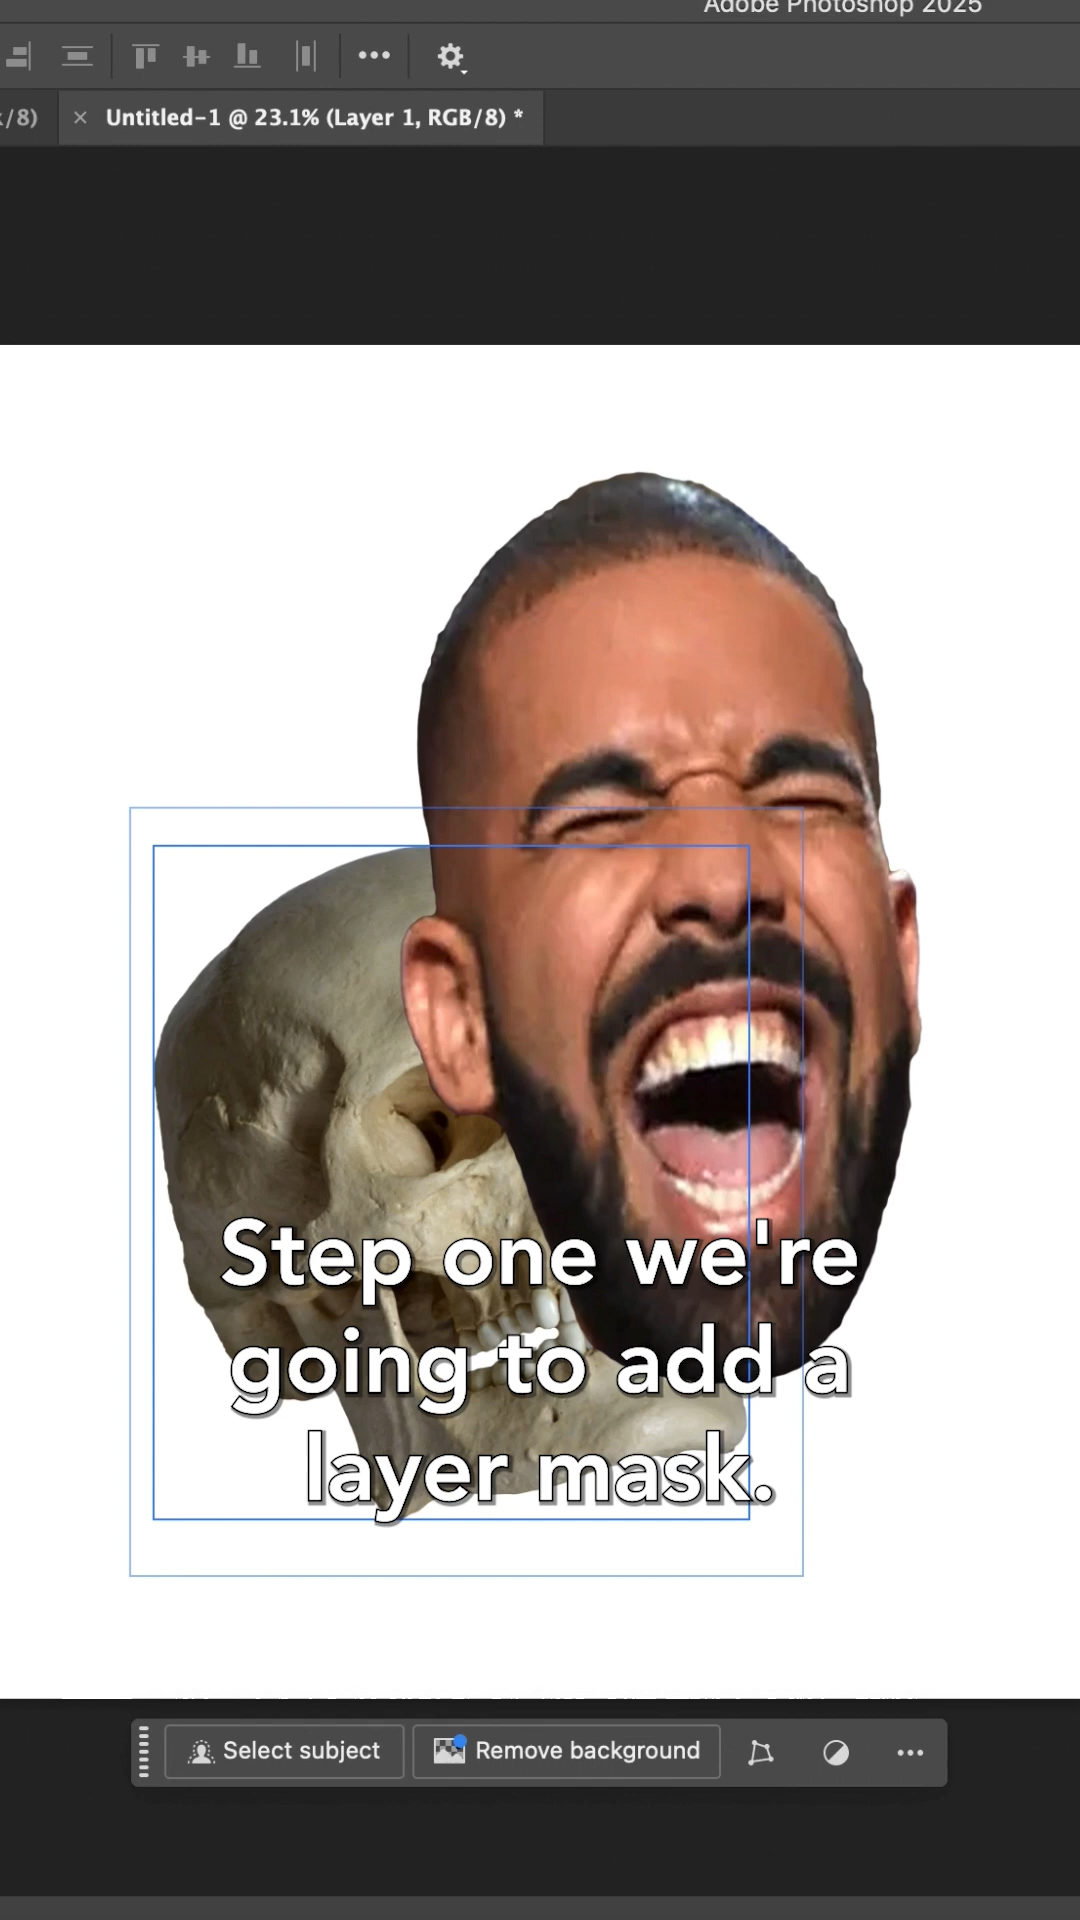 Adobe Photoshop 2025
/8)
× Untitled-1 @ 23.1% (Layer 1, RGB/8) *
Step one we're
going to add a
layer mask.
Select subject
Remove background